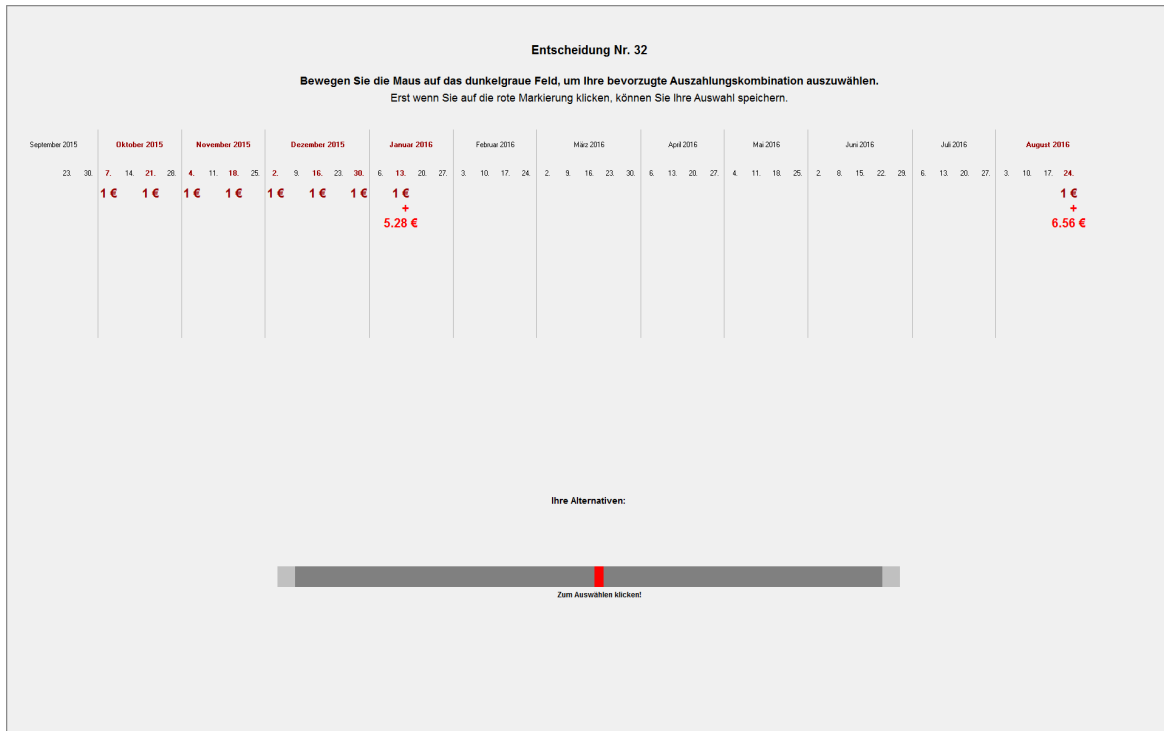 Entscheidung Nr. 32
Bewegen Sie die Maus auf das dunkelgraue Feld, um Ihre bevorzugte Auszahlungskombination auszuwählen.
Erst wenn Sie auf die rote Markierung klicken, können Sie Ihre Auswahl speichern.
September 2015 Oktober 2015 November 2015 Dezember 2015 Januar 2016 Februar 2016 März 2016 April 2016 Mai 2016 Juni 2016 Juli 2016 August 2016
23. 30. 7. 14. 21. 28. 4. 11. 18. 25. 2. 9. 16. 23. 30. 6. 13. 20. 27. 3. 10. 17. 24. 2. 9. 16. 23. 30. 6. 13. 20. 27. 4. 11. 18. 25. 2. 8. 15. 22. 29. 6. 13. 20. 27. 3. 10. 17. 24.
1 € 1 € 1 € 1 € 1 € 1 € 1 € 1 € 1 €
+ +
5.28 € 6.56 €
Ihre Alternativen:
Zum Auswählen klicken!